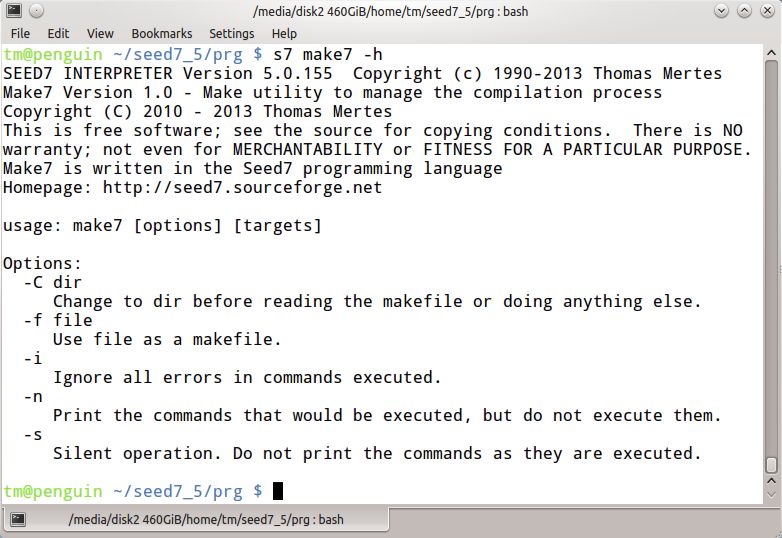 /media/disk2 460GiB/home/tm/seed7_5/prg : bash
File Edit View Bookmarks Settings Help
tm@penguin ~/seed7_5/prg $ s7 make7 -h
SEED7 INTERPRETER Version 5.0.155  Copyright (c) 1990-2013 Thomas Mertes
Make7 Version 1.0 - Make utility to manage the compilation process
Copyright (C) 2010 - 2013 Thomas Mertes
This is free software; see the source for copying conditions.  There is NO
warranty; not even for MERCHANTABILITY or FITNESS FOR A PARTICULAR PURPOSE.
Make7 is written in the Seed7 programming language
Homepage: http://seed7.sourceforge.net
usage: make7 [options] [targets]
Options:
  -C dir
     Change to dir before reading the makefile or doing anything else.
  -f file
     Use file as a makefile.
  -i
     Ignore all errors in commands executed.
  -n
     Print the commands that would be executed, but do not execute them.
  -s
     Silent operation. Do not print the commands as they are executed.
tm@penguin ~/seed7_5/prg $
/media/disk2 460GiB/home/tm/seed7_5/prg : bash